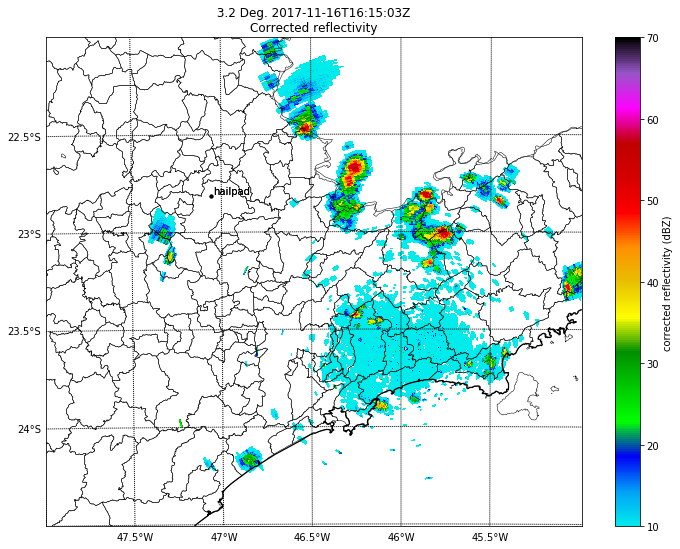 3.2 Deg. 2017-11-16T16:15:03Z
Corrected reflectivity
70
60
50
40
30
20
10
corrected reflectivity (dBZ)
22.5°S
hailpad
23°S
23.5°S
24°S
47.5°W
47°W
46.5°W
46°W
45.5°W